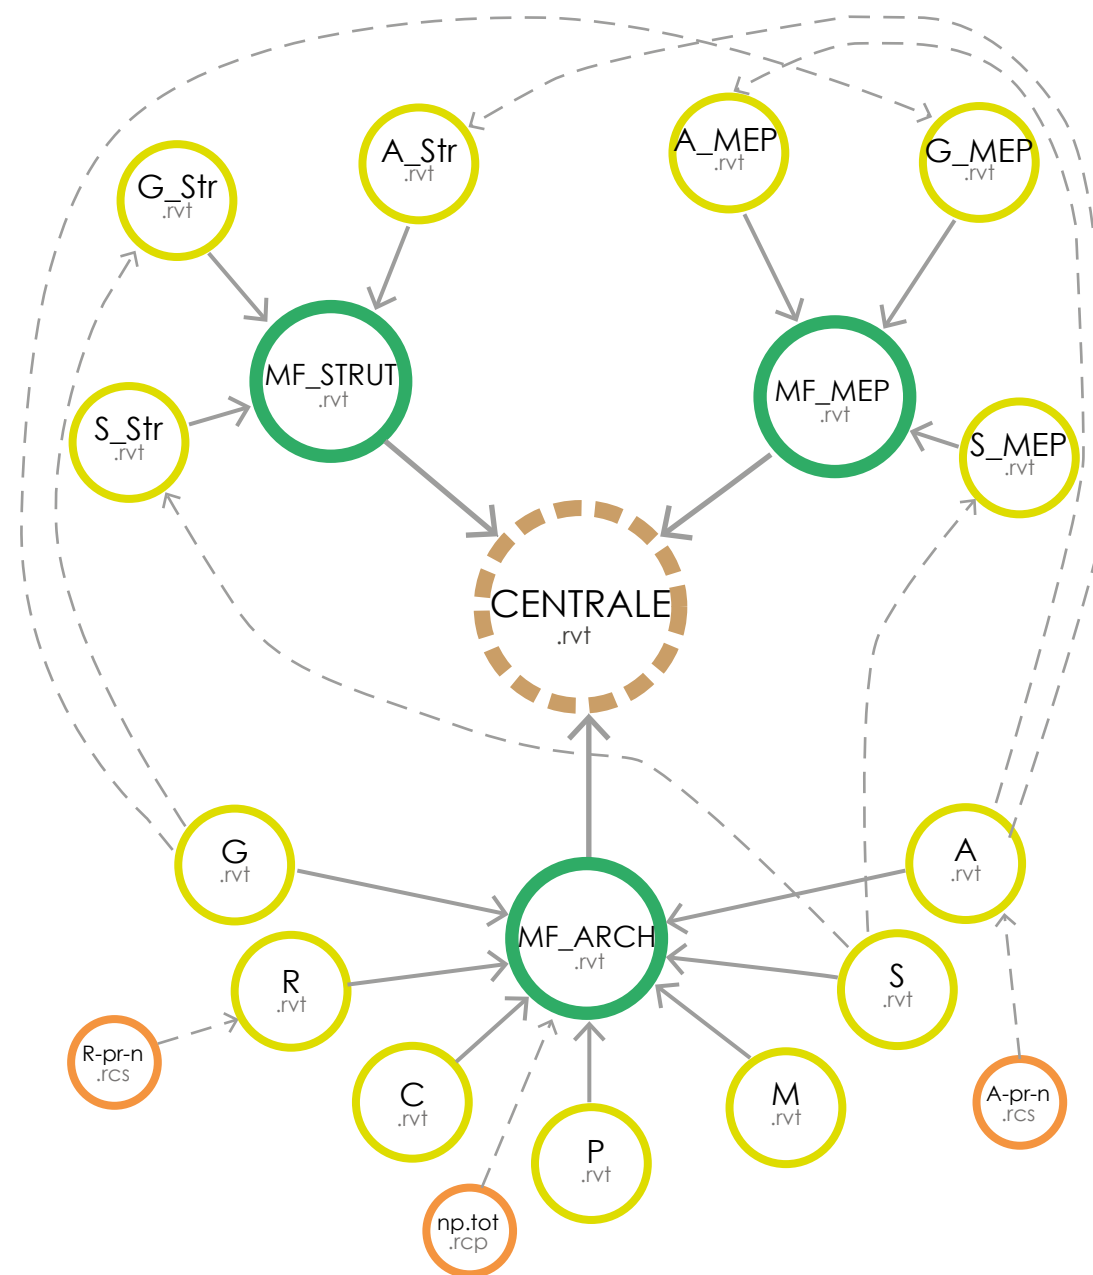 A_Str
.rvt
A_MEP
.rvt
G_MEP
.rvt
G_Str
.rvt
MF_STRUT
.rvt
MF_MEP
.rvt
S_Str
.rvt
S_MEP
.rvt
CENTRALE
.rvt
G
.rvt
A
.rvt
MF_ARCH
.rvt
R
.rvt
S
.rvt
R-pr-n
.rcs
C
.rvt
M
.rvt
A-pr-n
.rcs
P
.rvt
np.tot
.rcp